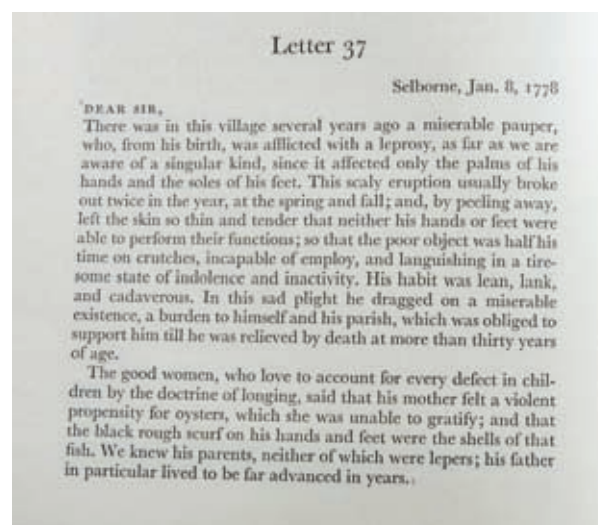 Letter 37
Selborne, Jan. 8, 1778
DEAR SIR,
There was in this village several years ago a miserable pauper,
who, from his birth, was afflicted with a leprosy, as far as we are
aware of a singular kind, since it affected only the palms of his
hands and the soles of his feet. This scaly eruption usually broke
out twice in the year, at the spring and fall; and, by peeling away,
left the skin so thin and tender that neither his hands or feet were
able to perform their functions; so that the poor object was half his
time on crutches, incapable of employ, and languishing in a tire-
some state of indolence and inactivity. His habit was lean, lank,
and cadaverous. In this sad plight he dragged on a miserable
existence, a burden to himself and his parish, which was obliged to
support him till he was relieved by death at more than thirty years
of age.
The good women, who love to account for every defect in chil-
dren by the doctrine of longing, said that his mother felt a violent
propensity for oysters, which she was unable to gratify; and that
the black rough scurf on his hands and feet were the shells of that
fish. We knew his parents, neither of which were lepers; his father
in particular lived to be far advanced in years.